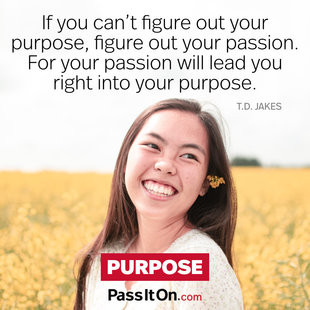 If you can’t figure out your
purpose, figure out your passion.
For your passion will lead you
right into your purpose.
T.D. JAKES
PURPOSE
PassItOn.com